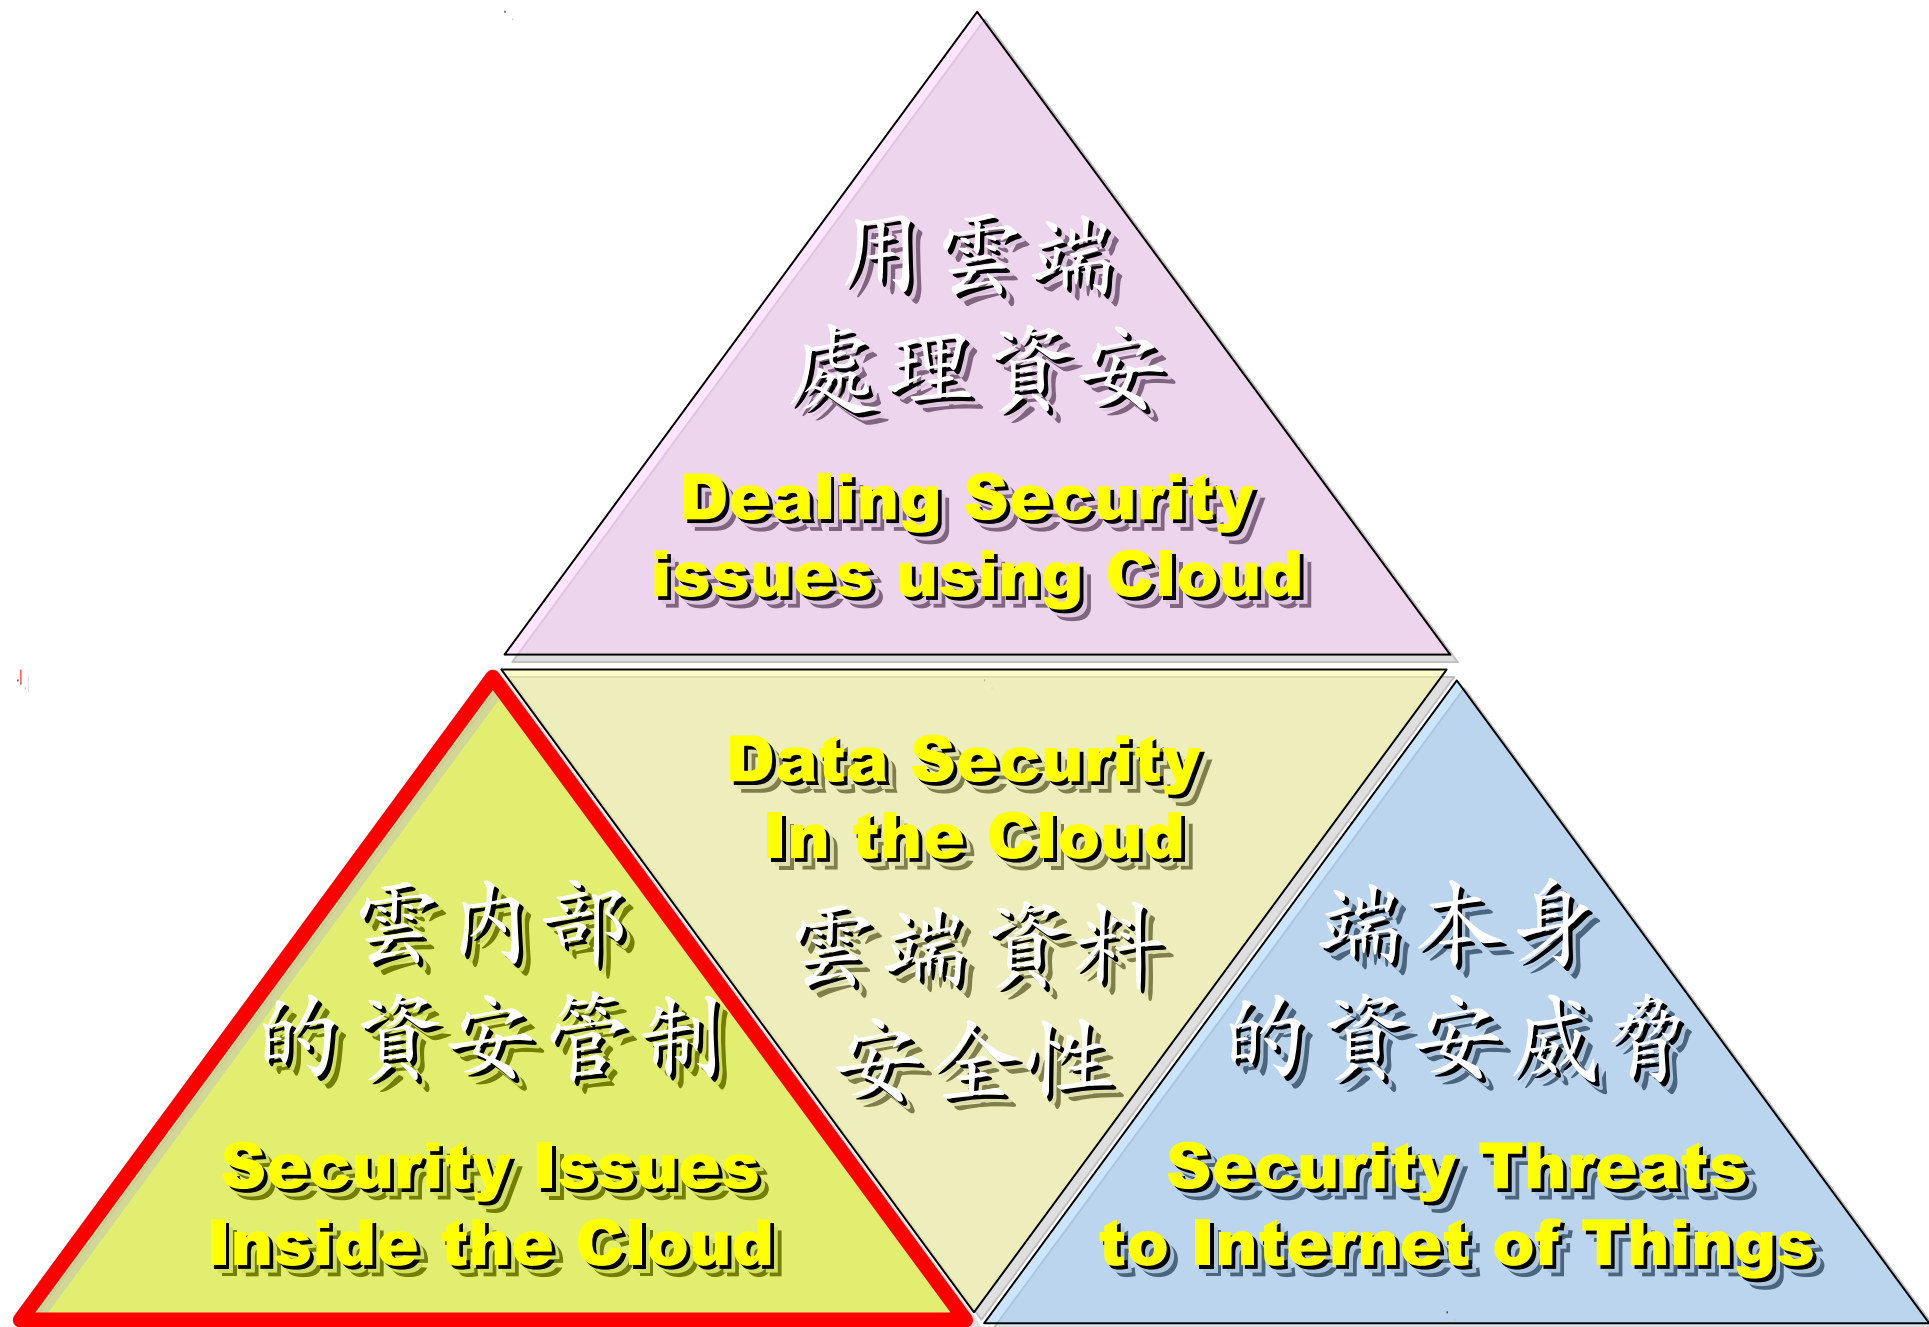 用雲端
處理資安
Dealing Security
issues using Cloud
Data Security
In the Cloud
雲端資料
安全性
雲內部
的資安管制
Security Issues
Inside the Cloud
端本身
的資安威脅
Security Threats
to Internet of Things